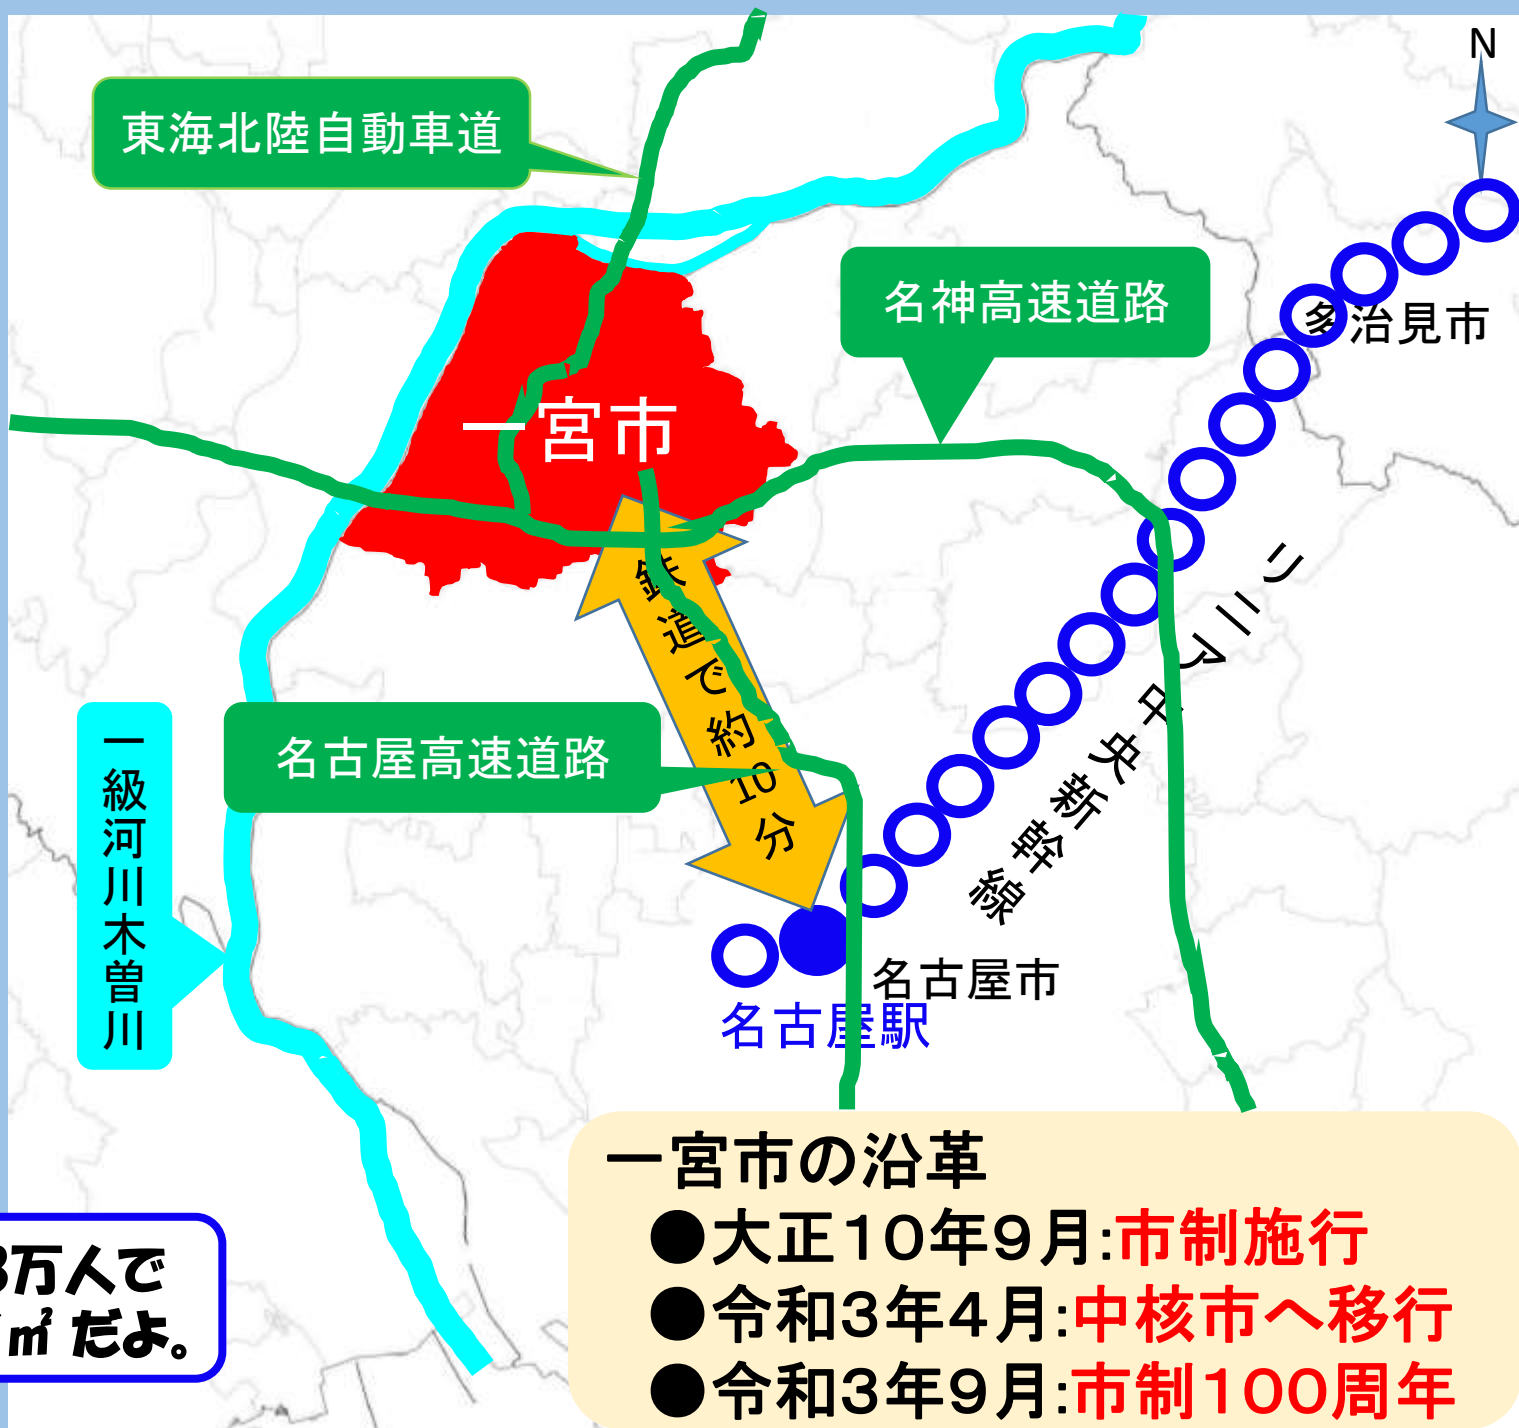 N
東海北陸自動車道
名神高速道路
多治見市
一宮市
鉄道で約10分
リニア中央新幹線
名古屋高速道路
一級河川木曽川
名古屋市
名古屋駅
万人で
㎡だよ。
一宮市の沿革
●大正10年9月:市制施行
●令和3年4月:中核市へ移行
●令和3年9月:市制100周年